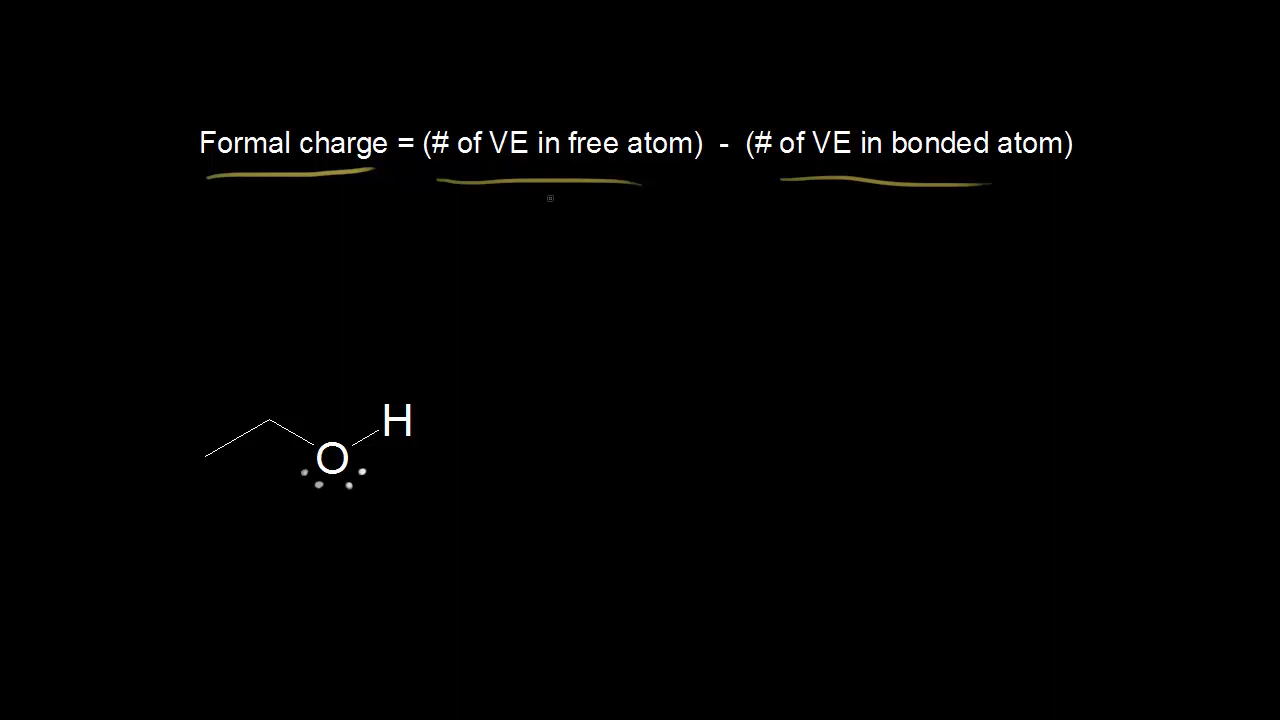 Formal charge = (# of VE in free atom) - (# of VE in bonded atom)
H
O